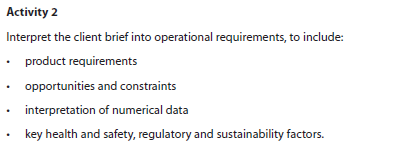 Activity 2
Interpret the client brief into operational requirements, to include:
• product requirements
• opportunities and constraints
• interpretation of numerical data
• key health and safety, regulatory and sustainability factors.